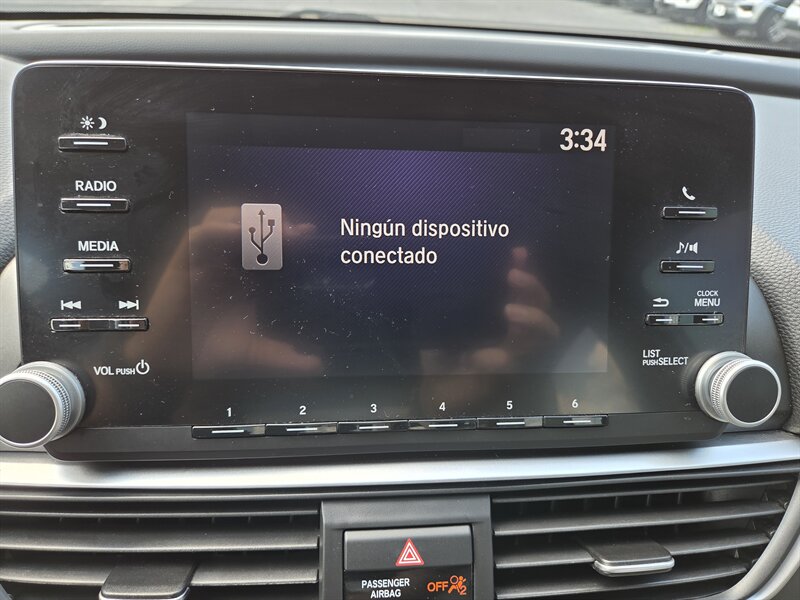 3:34
RADIO
Ningún dispositivo
conectado
MEDIA
CLOCK
MENU
VOL PUSH
LIST
PUSH SELECT
1 2 3 4 5 6
PASSENGER
AIRBAG
OFF 2